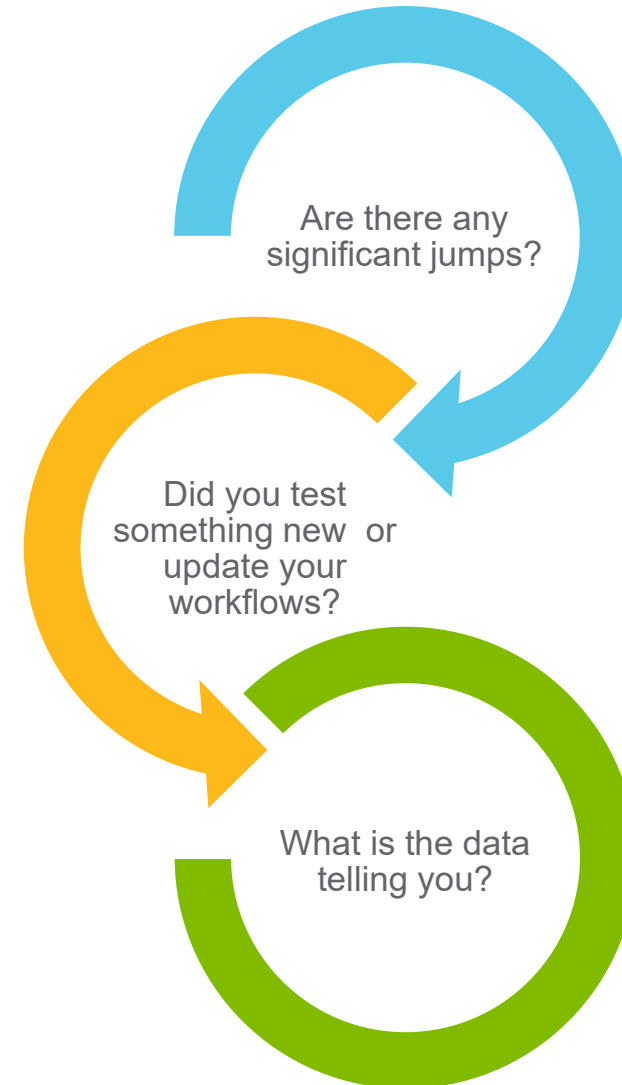 Are there any
significant jumps?
Did you test
something new  or
update your
workflows?
What is the data
telling you?